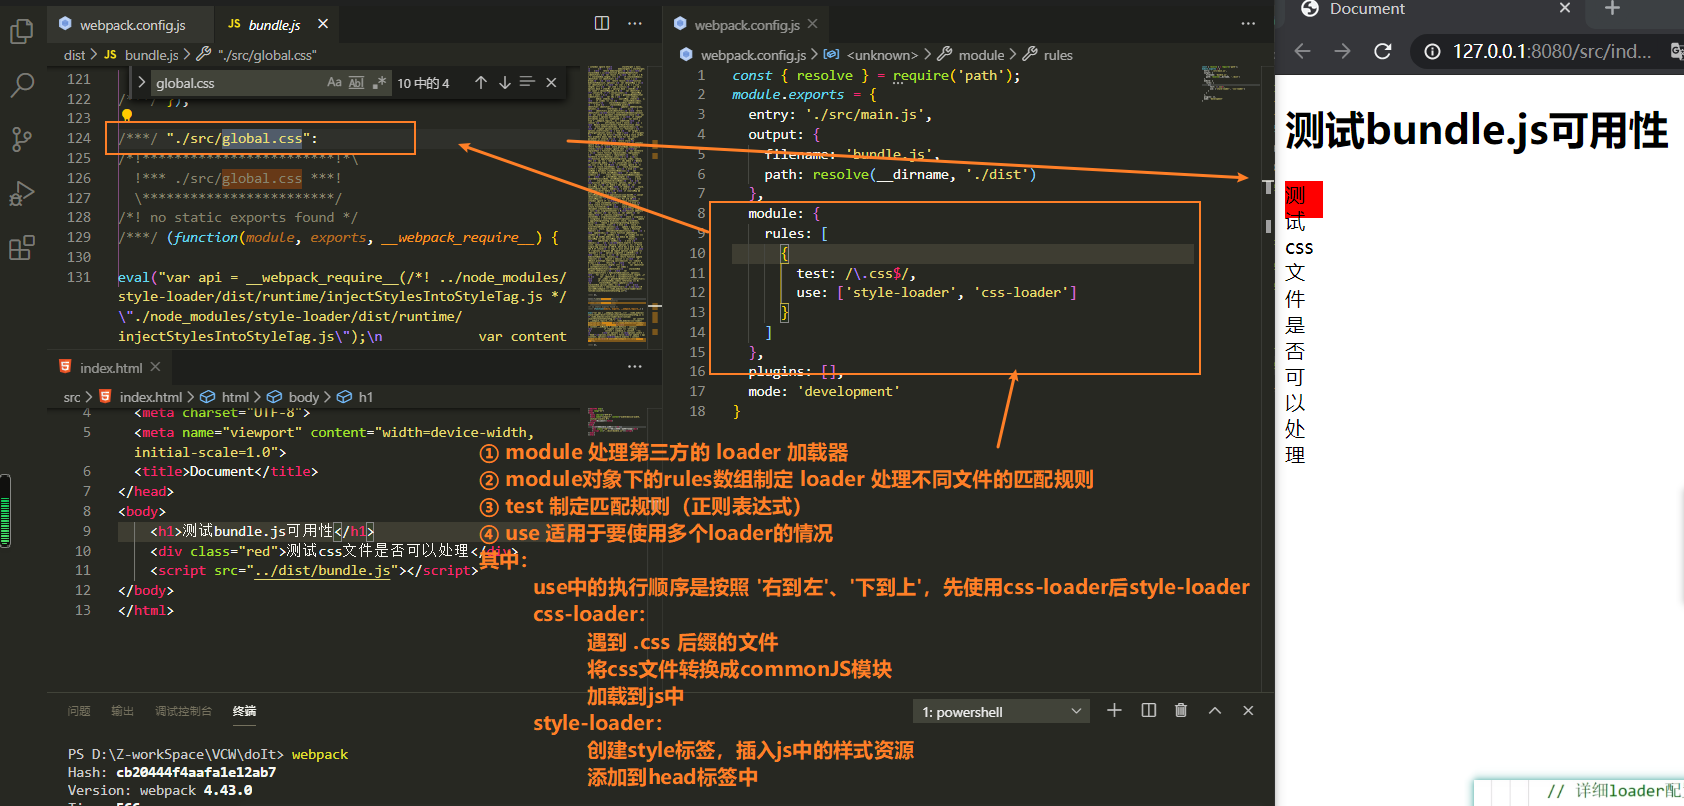 webpack.config.js
JS bundle.js
dist > JS bundle.js > "./src/global.css"
global.css
Aa Abl .*
10 中的 4
121
122 /***/ });
123
124 /***/ "./src/global.css":
125 /*!************************!*\
126 !*** ./src/global.css ***!
127 \************************/
128 /*! no static exports found */
129 /***/ (function(module, exports, __webpack_require__) {
130
131 eval("var api = __webpack_require__(/*! ../node_modules/
style-loader/dist/runtime/injectStylesIntoStyleTag.js */
\"./node_modules/style-loader/dist/runtime/
injectStylesIntoStyleTag.js\");\n var content
index.html
src > index.html > html > body > h1
4 <meta charset="UTF-8">
5 <meta name="viewport" content="width=device-width,
initial-scale=1.0">
6 <title>Document</title>
7 </head>
8 <body>
9 <h1>测试bundle.js可用性</h1>
10 <div class="red">测试css文件是否可以处理</div>
11 <script src="../dist/bundle.js"></script>
12 </body>
13 </html>
webpack.config.js
webpack.config.js > <unknown> > module > rules
1 const { resolve } = require('path');
2 module.exports = {
3 entry: './src/main.js',
4 output: {
5 filename: 'bundle.js',
6 path: resolve(__dirname, './dist')
7 },
8 module: {
9 rules: [
10 {
11 test: /\.css$/,
12 use: ['style-loader', 'css-loader']
13 }
14 ]
15 },
16 plugins: [],
17 mode: 'development'
18 }
① module 处理第三方的 loader 加载器
② module对象下的rules数组制定 loader 处理不同文件的匹配规则
③ test 制定匹配规则（正则表达式）
④ use 适用于要使用多个loader的情况
其中：
use中的执行顺序是按照 '右到左'、'下到上'，先使用css-loader后style-loader
css-loader：
遇到 .css 后缀的文件
将css文件转换成commonJS模块
加载到js中
style-loader：
创建style标签，插入js中的样式资源
添加到head标签中
问题 输出 调试控制台 终端
1: powershell
PS D:\Z-workSpace\VCW\doIt> webpack
Hash: cb20444f4aafa1e12ab7
Version: webpack 4.43.0
Document
127.0.0.1:8080/src/ind...
测试bundle.js可用性
测
试
css
文
件
是
否
可
以
处
理
// 详细loader配